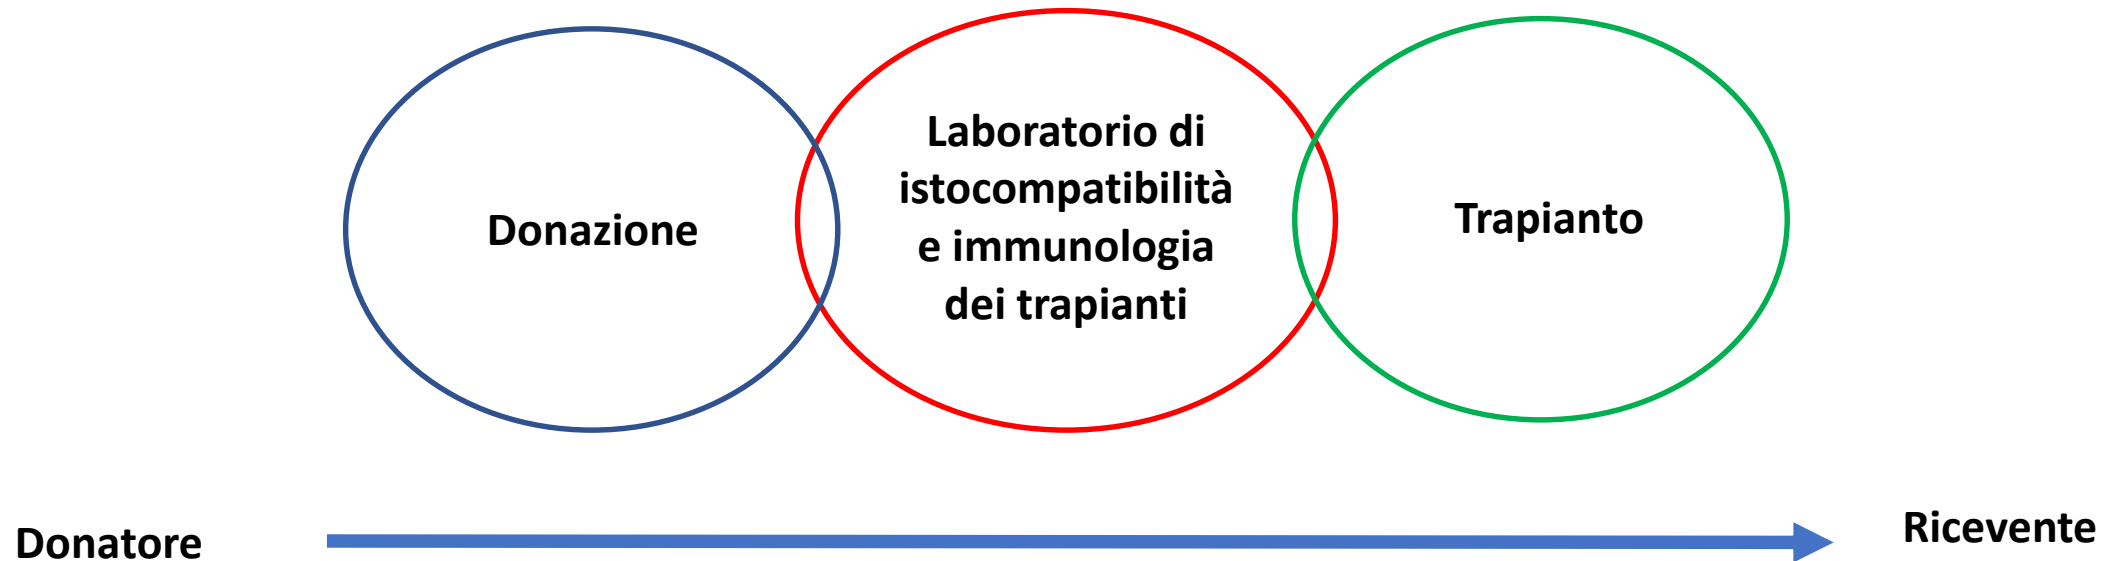 Donazione
Laboratorio di
istocompatibilità
e immunologia
dei trapianti
Trapianto
Donatore
Ricevente